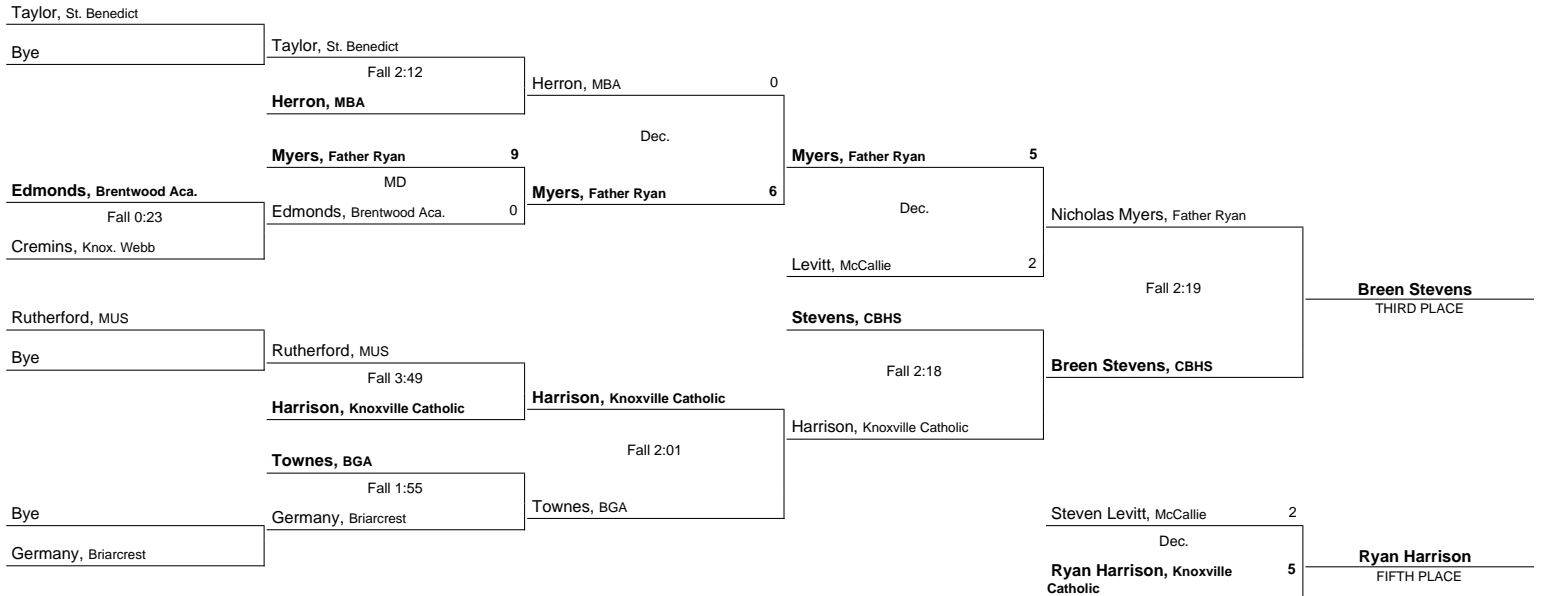 Taylor, St. Benedict
Bye
Edmonds, Brentwood Aca.
Fall 0:23
Cremins, Knox. Webb
Rutherford, MUS
Bye
Bye
Germany, Briarcrest
Taylor, St. Benedict
Fall 2:12
Herron, MBA
Myers, Father Ryan 9
MD
Edmonds, Brentwood Aca. 0
Rutherford, MUS
Fall 3:49
Harrison, Knoxville Catholic
Townes, BGA
Fall 1:55
Germany, Briarcrest
Herron, MBA 0
Dec.
Myers, Father Ryan 6
Harrison, Knoxville Catholic
Fall 2:01
Townes, BGA
Myers, Father Ryan 5
Dec.
Levitt, McCallie 2
Stevens, CBHS
Fall 2:18
Harrison, Knoxville Catholic
Nicholas Myers, Father Ryan
Fall 2:19
Breen Stevens, CBHS
Breen Stevens
THIRD PLACE
Steven Levitt, McCallie 2
Dec.
Ryan Harrison, Knoxville 5
Catholic
Ryan Harrison
FIFTH PLACE